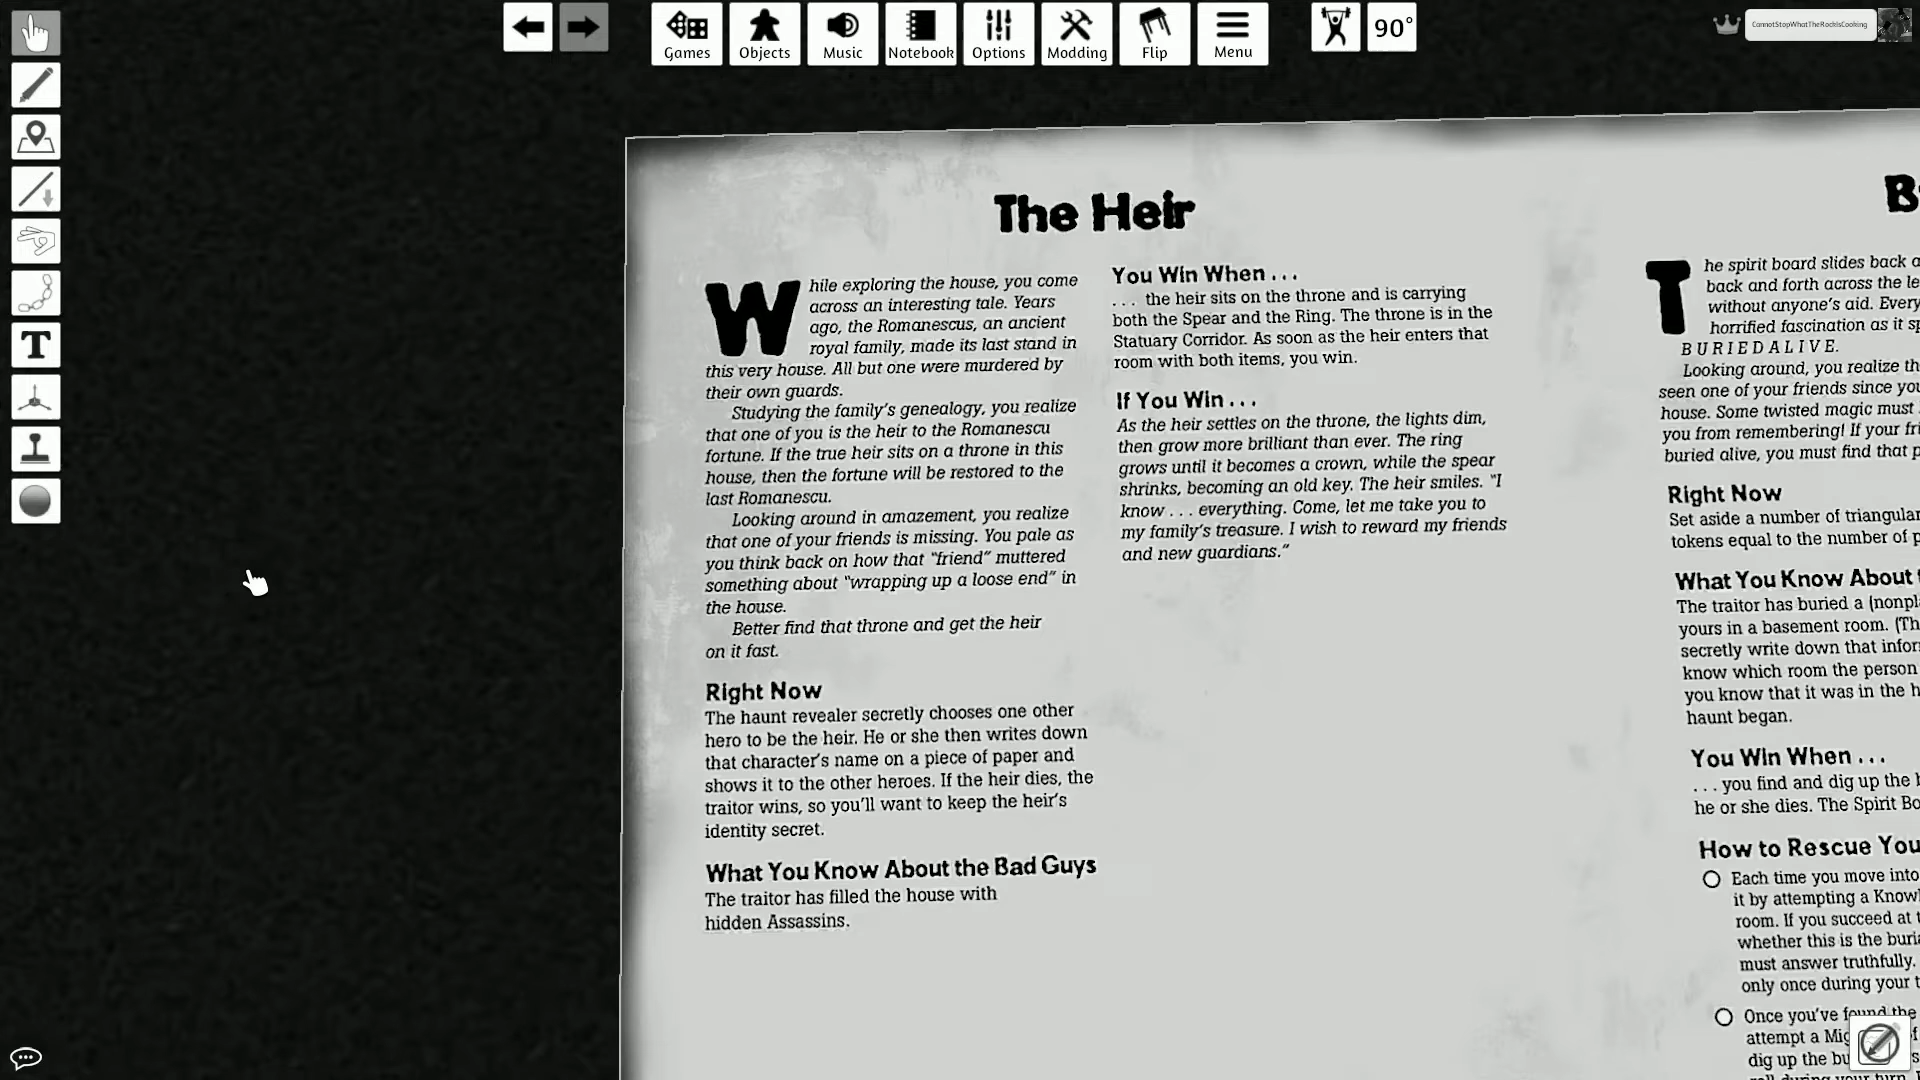 Games
Objects
Music
Notebook
Options
Modding
Flip
Menu
90°
CannotStopWhatTheRockIsCooking
The Heir
While exploring the house, you come
across an interesting tale. Years
ago, the Romanescus, an ancient
royal family, made its last stand in
this very house. All but one were murdered by
their own guards.
Studying the family's genealogy, you realize
that one of you is the heir to the Romanescu
fortune. If the true heir sits on a throne in this
house, then the fortune will be restored to the
last Romanescu.
Looking around in amazement, you realize
that one of your friends is missing. You pale as
you think back on how that "friend" muttered
something about "wrapping up a loose end" in
the house.
Better find that throne and get the heir
on it fast.
Right Now
The haunt revealer secretly chooses one other
hero to be the heir. He or she then writes down
that character's name on a piece of paper and
shows it to the other heroes. If the heir dies, the
traitor wins, so you'll want to keep the heir's
identity secret.
What You Know About the Bad Guys
The traitor has filled the house with
hidden Assassins.
You Win When . . .
. . . the heir sits on the throne and is carrying
both the Spear and the Ring. The throne is in the
Statuary Corridor. As soon as the heir enters that
room with both items, you win.
If You Win . . .
As the heir settles on the throne, the lights dim,
then grow more brilliant than ever. The ring
grows until it becomes a crown, while the spear
shrinks, becoming an old key. The heir smiles. "I
know . . . everything. Come, let me take you to
my family's treasure. I wish to reward my friends
and new guardians."
B
The spirit board slides back
back and forth across the
without anyone's aid. Every
horrified fascination as it
B U R I E D A L I V E.
Looking around, you realize
seen one of your friends since
house. Some twisted magic must
you from remembering! If your
buried alive, you must find that
Right Now
Set aside a number of
tokens equal to the number of
What You Know About
The traitor has buried a
yours in a basement room.
secretly write down that
know which room the person
you know that it was in the
haunt began.
You Win When . . .
. . . you find and dig up the
he or she dies. The Spirit
How to Rescue
Each time you move into
it by attempting a
room. If you succeed at
whether this is the
must answer truthfully.
only once during your
Once you've found the
attempt a
dig up the
roll during your turn.